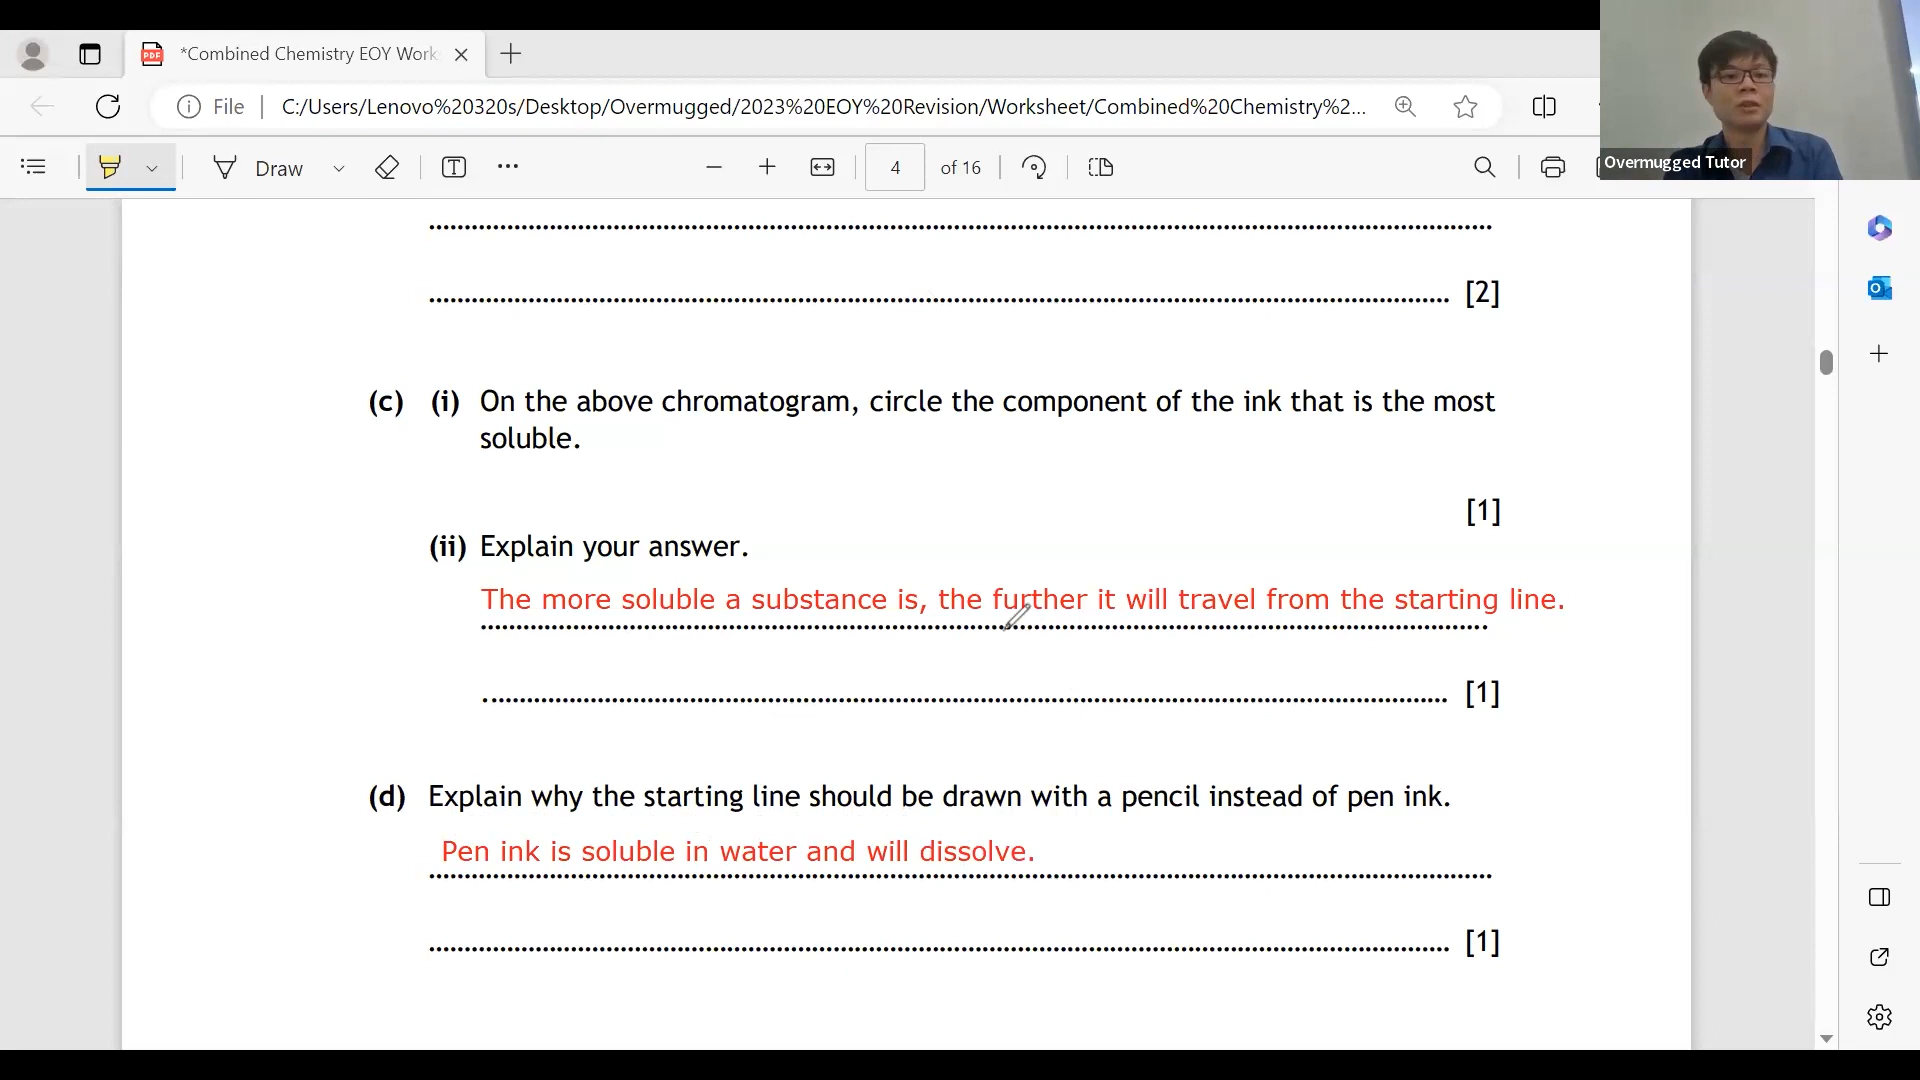 *Combined Chemistry EOY Work
File
C:/Users/Lenovo%20320s/Desktop/Overmugged/2023%20EOY%20Revision/Worksheet/Combined%20Chemistry%2...
Overmugged Tutor
Draw
4 of 16
[2]
(c) (i) On the above chromatogram, circle the component of the ink that is the most
soluble.
[1]
(ii) Explain your answer.
The more soluble a substance is, the further it will travel from the starting line.
[1]
(d) Explain why the starting line should be drawn with a pencil instead of pen ink.
Pen ink is soluble in water and will dissolve.
[1]